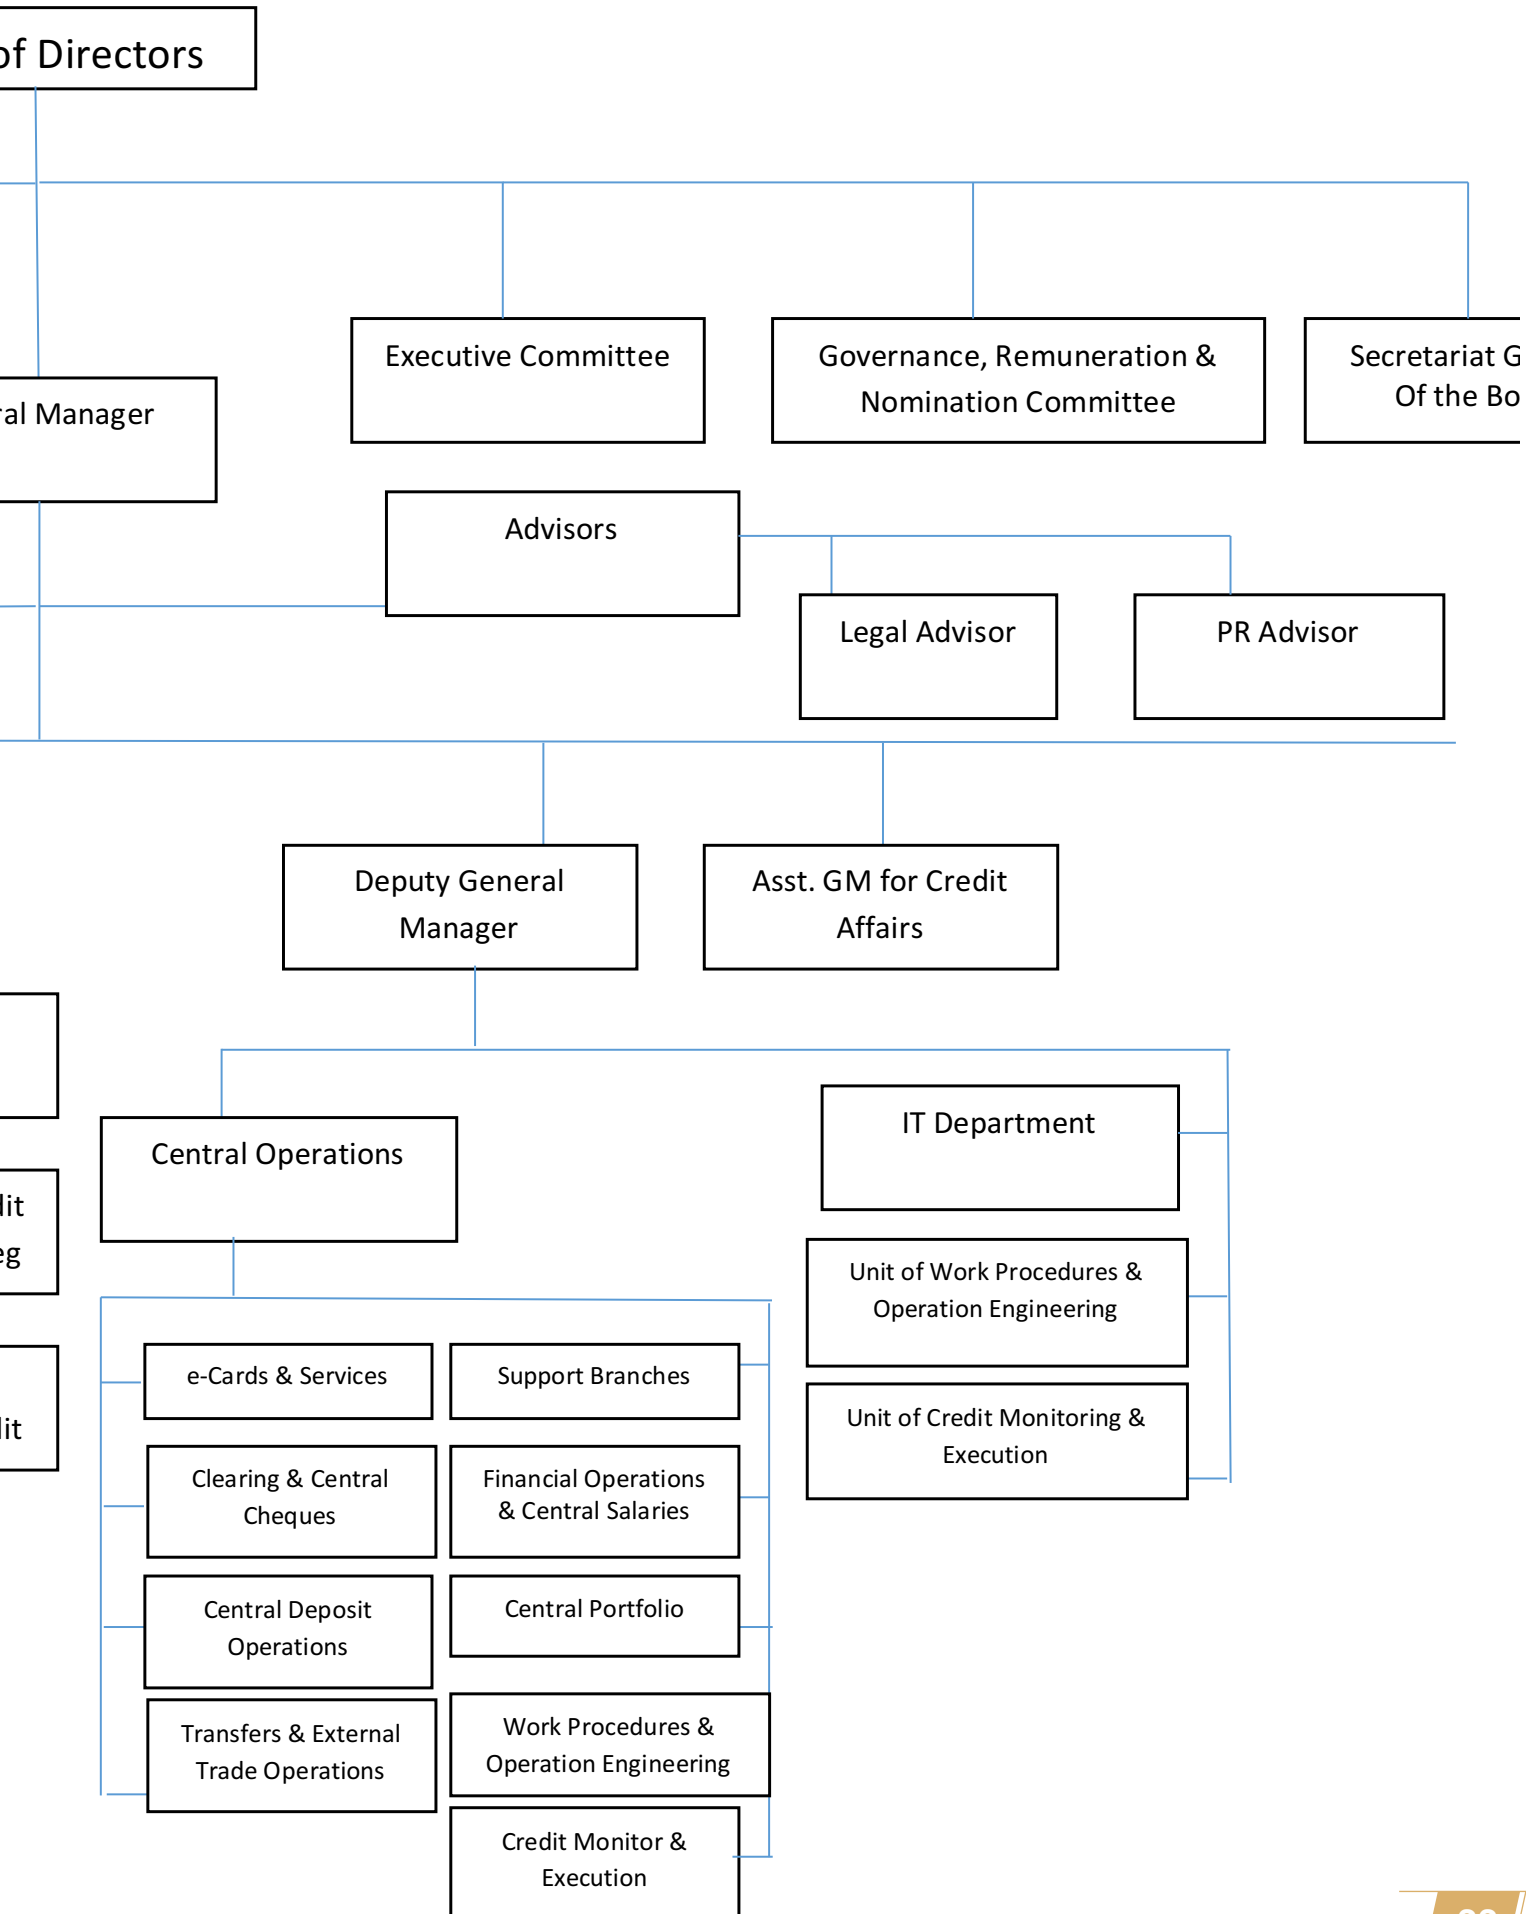 of Directors
Executive Committee
Governance, Remuneration &
Nomination Committee
Secretariat G
Of the Bo
ral Manager
Advisors
Legal Advisor
PR Advisor
Deputy General
Manager
Asst. GM for Credit
Affairs
Central Operations
IT Department
dit
eg
Unit of Work Procedures &
Operation Engineering
e-Cards & Services
Support Branches
Unit of Credit Monitoring &
Execution
dit
Clearing & Central
Cheques
Financial Operations
& Central Salaries
Central Deposit
Operations
Central Portfolio
Transfers & External
Trade Operations
Work Procedures &
Operation Engineering
Credit Monitor &
Execution